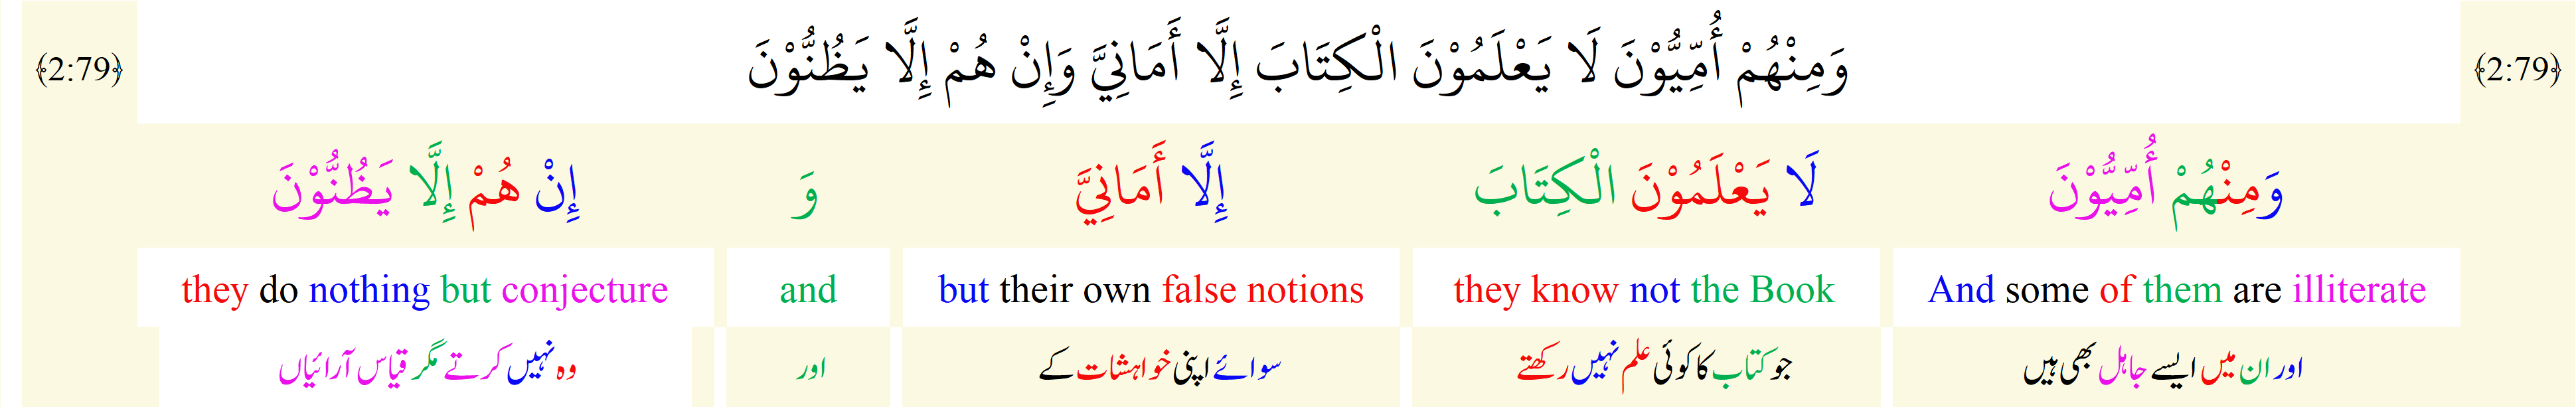 ﴾2:79﴿ وَمِنْهُمْ أُمِّيُّوْنَ لَا يَعْلَمُوْنَ الْكِتَابَ إِلَّا أَمَانِيَّ وَإِنْ هُمْ إِلَّا يَظُنُّوْنَ ﴾2:79﴿
وَمِنْهُمْ أُمِّيُّوْنَ لَا يَعْلَمُوْنَ الْكِتَابَ إِلَّا أَمَانِيَّ وَ إِنْ هُمْ إِلَّا يَظُنُّوْنَ
And some of them are illiterate they know not the Book but their own false notions and they do nothing but conjecture
اور ان میں ایسے جاہل بھی ہیں جو کتاب کا کوئی علم نہیں رکھتے سوائے اپنی خواہشات کے اور وہ نہیں کرتے مگر قیاس آرائیاں